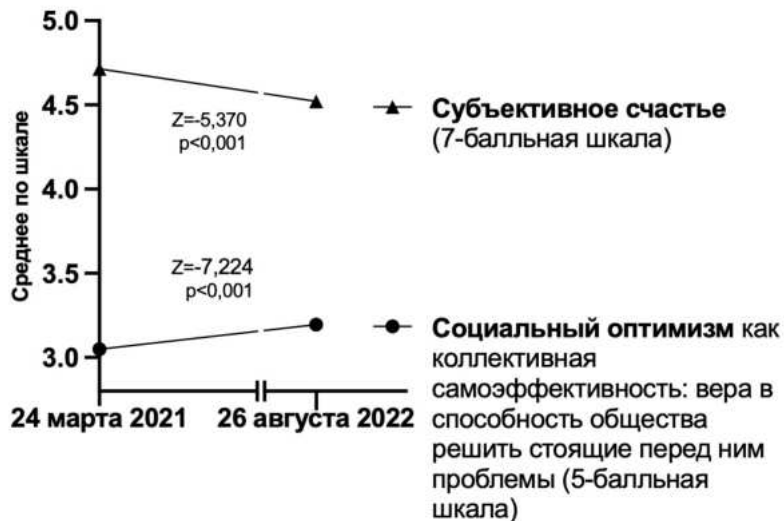 5.0
4.5
4.0
3.5
3.0
Среднее по шкале
Z=-5,370
p<0,001
Z=-7,224
p<0,001
24 марта 2021
26 августа 2022
Субъективное счастье
(7-балльная шкала)
Социальный оптимизм как
коллективная
самоэффективность: вера в
способность общества
решить стоящие перед ним
проблемы (5-балльная
шкала)